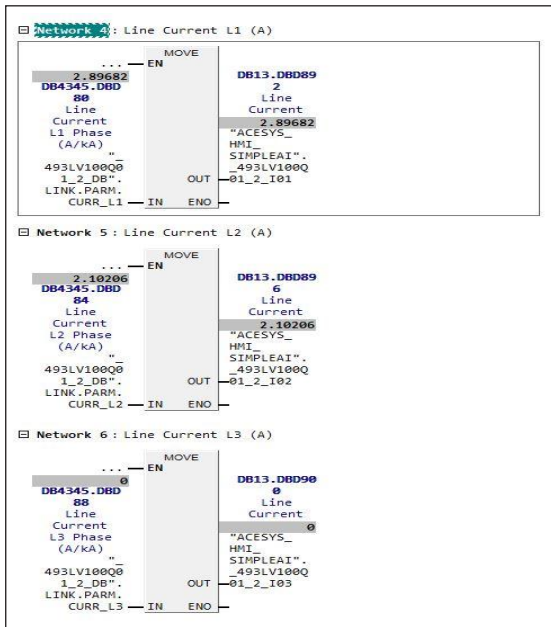 Network 4: Line Current L1 (A)
MOVE
... EN
2.89682
DB4345.DBD
80
Line
Current
L1 Phase
(A/kA)
"_
493LV100Q0
1_2_DB".
LINK.PARM.
CURR_L1 IN
DB13.DBD89
2
Line
Current
2.89682
"ACESYS_
HMI_
SIMPLEAI".
_493LV100Q
OUT 01_2_I01
ENO
Network 5: Line Current L2 (A)
MOVE
... EN
2.10206
DB4345.DBD
84
Line
Current
L2 Phase
(A/kA)
"_
493LV100Q0
1_2_DB".
LINK.PARM.
CURR_L2 IN
DB13.DBD89
6
Line
Current
2.10206
"ACESYS_
HMI_
SIMPLEAI".
_493LV100Q
OUT 01_2_I02
ENO
Network 6: Line Current L3 (A)
MOVE
... EN
0
DB4345.DBD
88
Line
Current
L3 Phase
(A/kA)
"_
493LV100Q0
1_2_DB".
LINK.PARM.
CURR_L3 IN
DB13.DBD90
0
Line
Current
0
"ACESYS_
HMI_
SIMPLEAI".
_493LV100Q
OUT 01_2_I03
ENO